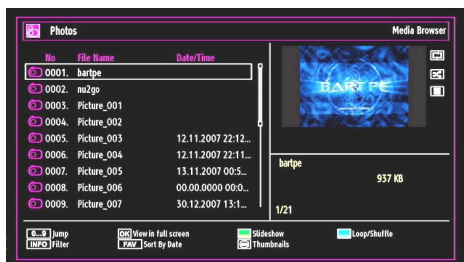 Photos Media Browser
No File Name Date/Time
0001. bartpe
0002. nu2go
0003. Picture_001
0004. Picture_002
0005. Picture_003 12.11.2007 22:12...
0006. Picture_004 12.11.2007 22:11...
0007. Picture_005 13.11.2007 00:5...
0008. Picture_006 00.00.0000 00:0...
0009. Picture_007 30.12.2007 13:1...
BART PE
bartpe
937 KB
1/21
0...9 Jump OK View in full screen Slideshow Loop/Shuffle
INFO Filter FAV Sort By Date Thumbnails